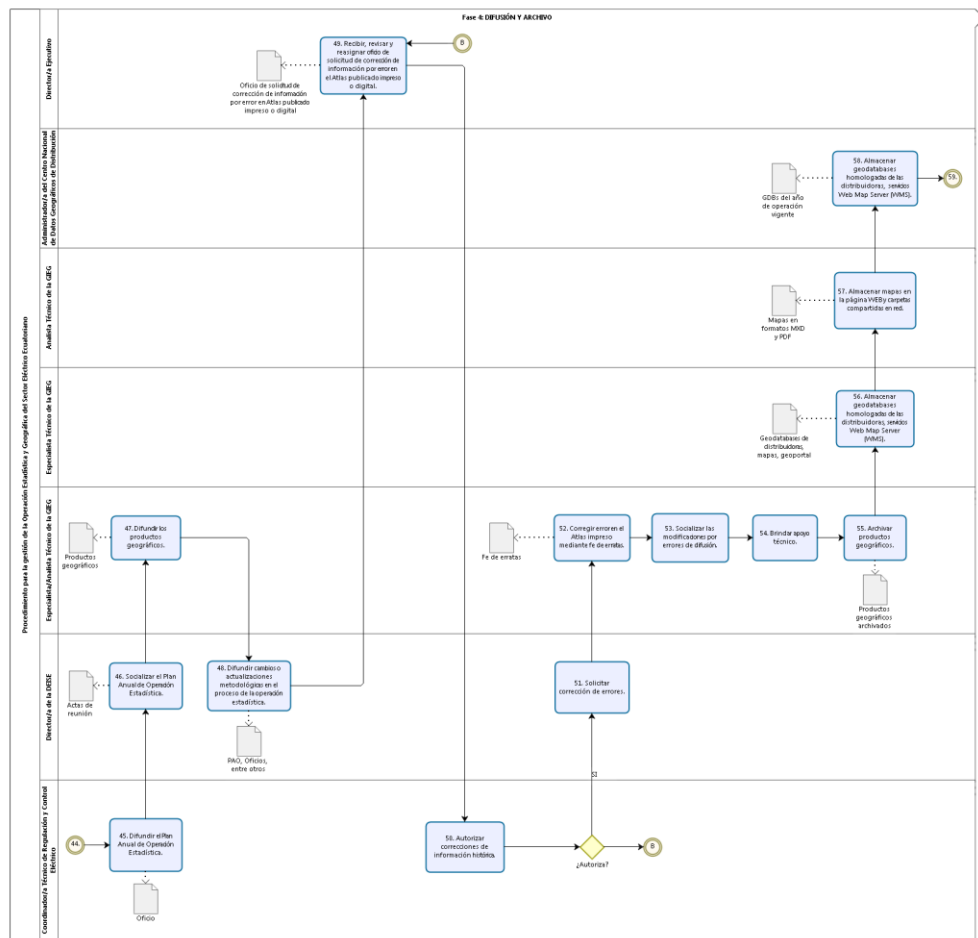 Fase 4: DIFUSIÓN Y ARCHIVO
Procedimiento para la gestión de la Operación Estadística y Geográfica del Sector Eléctrico Ecuatoriano
Director/a Ejecutivo
49. Recibir, revisar y
reasignar oficio de
solicitud de corrección de
información por error en
el Atlas publicado impreso
o digital.
B
Oficio de solicitud de
corrección de información
por error en Atlas publicado
impreso o digital
Administrador/a del Centro Nacional
de Datos Geográficos de Distribución
58. Almacenar
geodatabases
homologadas de las
distribuidoras, servicios
Web Map Server (WMS).
59.
GDBs del año
de operación
vigente
Analista Técnico de la GIEG
57. Almacenar mapas en
la página WEB y carpetas
compartidas en red.
Mapas en
formatos MXD
y PDF
Especialista Técnico de la GIEG
56. Almacenar
geodatabases
homologadas de las
distribuidoras, servicios
Web Map Server
(WMS).
Geodatabases de
distribuidoras,
mapas, geoportal
Especialista/Analista Técnico de la GIEG
47. Difundir los
productos
geográficos.
Productos
geográficos
52. Corregir error en el
Atlas impreso
mediante fe de erratas.
Fe de erratas
53. Socializar las
modificadores por
errores de difusión.
54. Brindar apoyo
técnico.
55. Archivar
productos
geográficos.
Productos
geográficos
archivados
Director/a de la DEISE
46. Socializar el Plan
Anual de Operación
Estadística.
Actas de
reunión
48. Difundir cambios o
actualizaciones
metodológicas en el
proceso de la operación
estadística.
PAO, Oficios,
entre otros
51. Solicitar
corrección de errores.
SI
Coordinador/a Técnico de Regulación y Control
Eléctrico
44.
45. Difundir el Plan
Anual de Operación
Estadística.
Oficio
50. Autorizar
correcciones de
información histórica.
¿Autoriza?
B